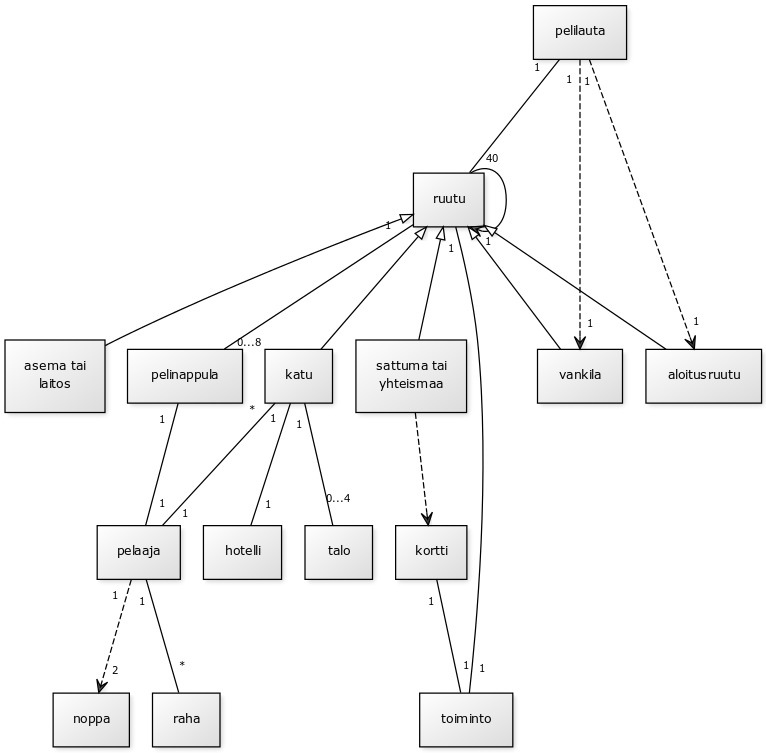 pelilauta
1
1
1
40
ruutu
1
1
1
0...8
1
1
asema tai
laitos
pelinappula
katu
sattuma tai
yhteismaa
vankila
aloitusruutu
1
*
1
1
1
1
1
0...4
pelaaja
hotelli
talo
kortti
1
1
1
2
*
1
1
noppa
raha
toiminto